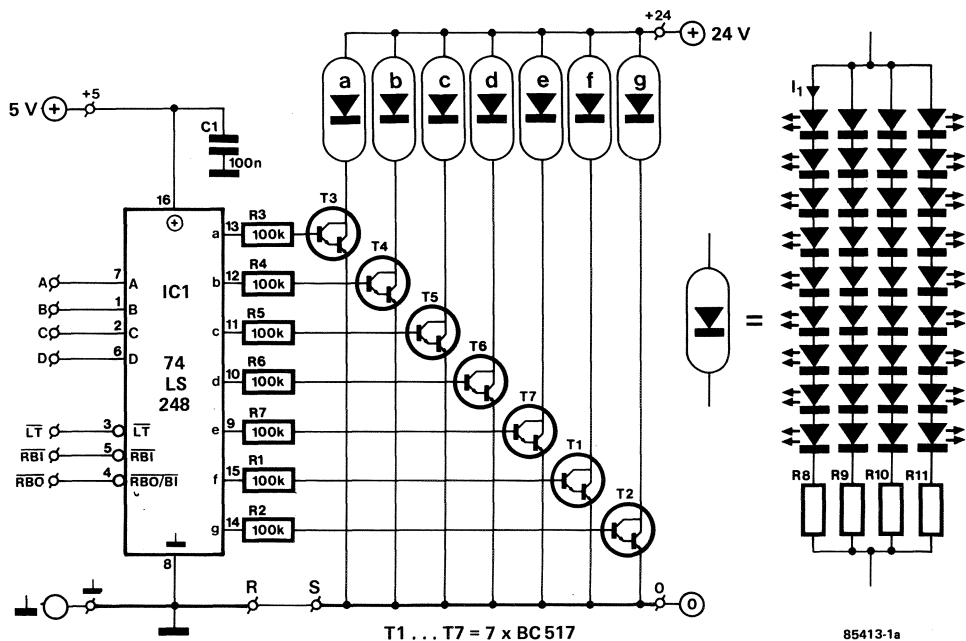 +24
24 V
a b c d e f g
+5
5 V
C1
100n
I1
16
IC1
74
LS
248
7 A
A
1 B
B
2 C
C
6 D
D
3 LT
LT
5 RBI
RBI
4 RBO/BI
RBO
8
a 13 R3 100k T3
b 12 R4 100k T4
c 11 R5 100k T5
d 10 R6 100k T6
e 9 R7 100k T7
f 15 R1 100k T1
g 14 R2 100k T2
=
R8 R9 R10 R11
R S
0 0
T1 . . . T7 = 7 x BC517
85413-1a